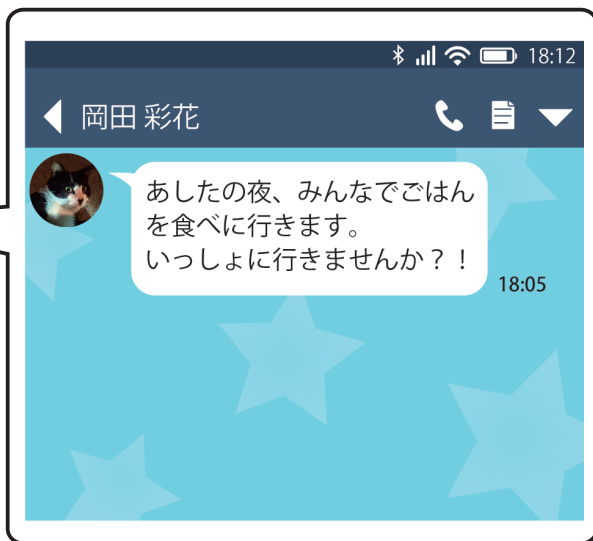 18:12
岡田 彩花
あしたの夜、みんなでごはん
を食べに行きます。
いっしょに行きませんか？！
18:05